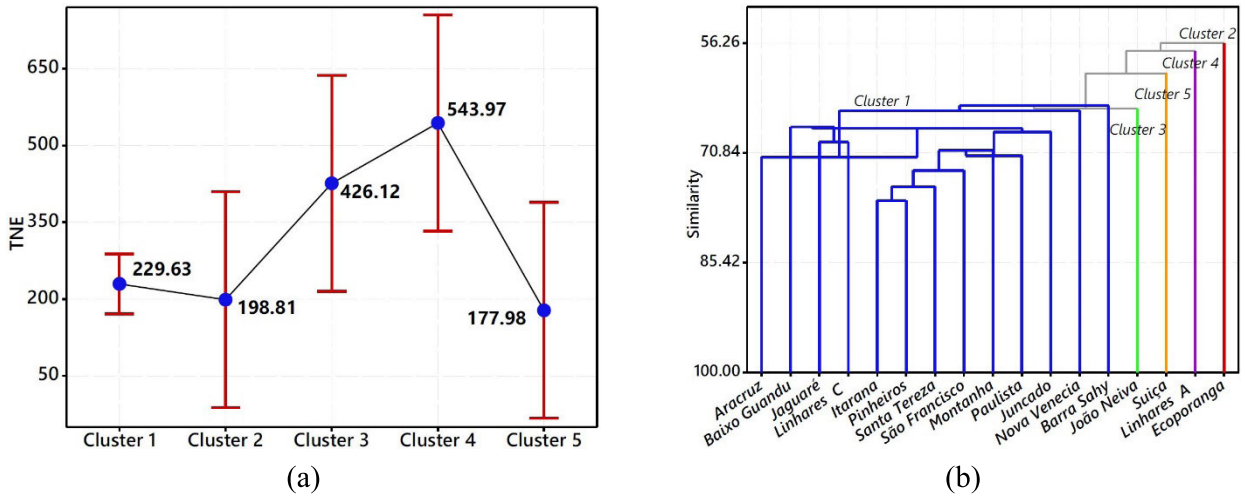 TNE
650
500
350
200
50
229.63
198.81
426.12
543.97
177.98
Cluster 1
Cluster 2
Cluster 3
Cluster 4
Cluster 5
(a)
Similarity
56.26
70.84
85.42
100.00
Cluster 2
Cluster 4
Cluster 5
Cluster 1
Cluster 3
Aracruz
Baixo Guandu
Jaguaré
Linhares C
Itarana
Pinheiros
Santa Tereza
São Francisco
Montanha
Paulista
Juncado
Nova Venecia
Barra Sahy
João Neiva
Suiça
Linhares A
Ecoporanga
(b)